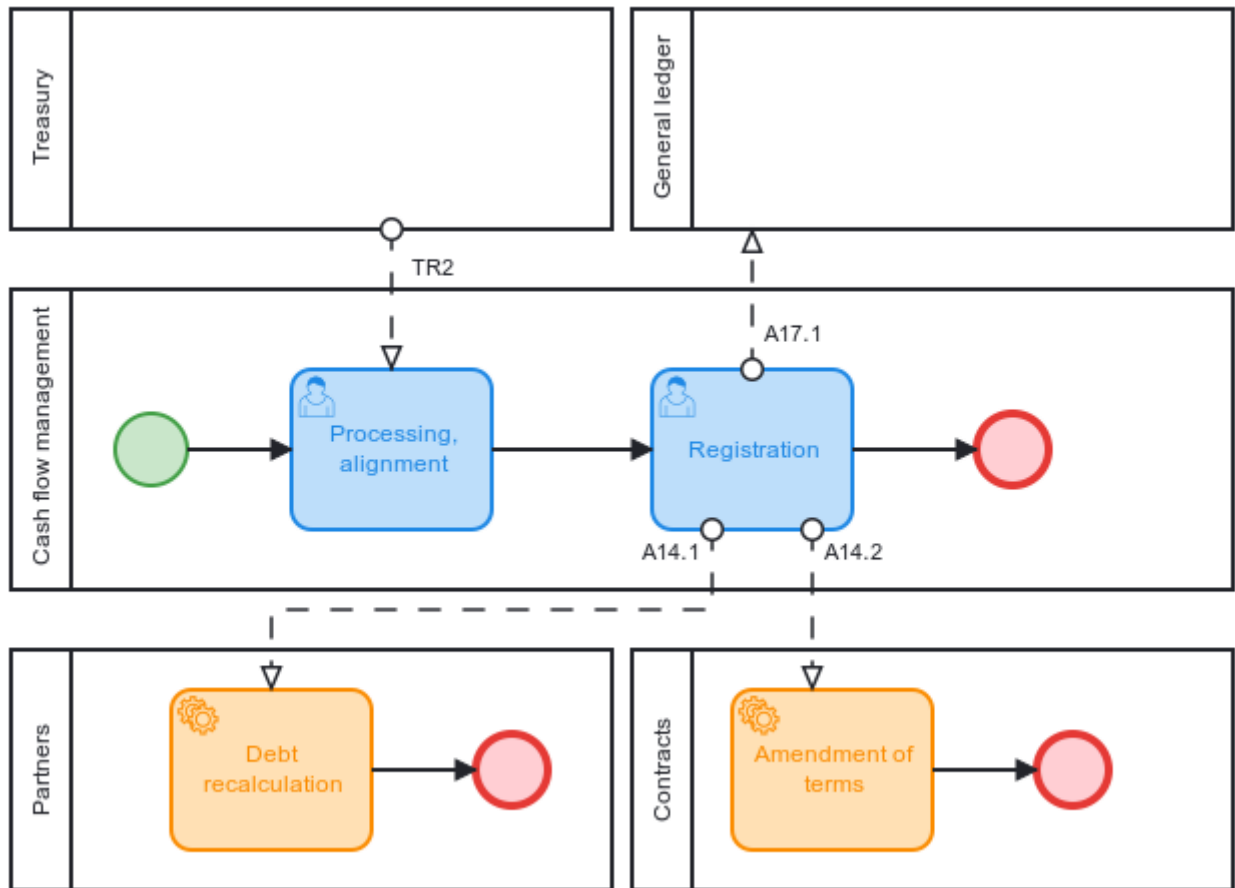 Treasury
General ledger
TR2
A17.1
Cash flow management
Processing,
alignment
Registration
A14.1
A14.2
Partners
Debt
recalculation
Contracts
Amendment of
terms